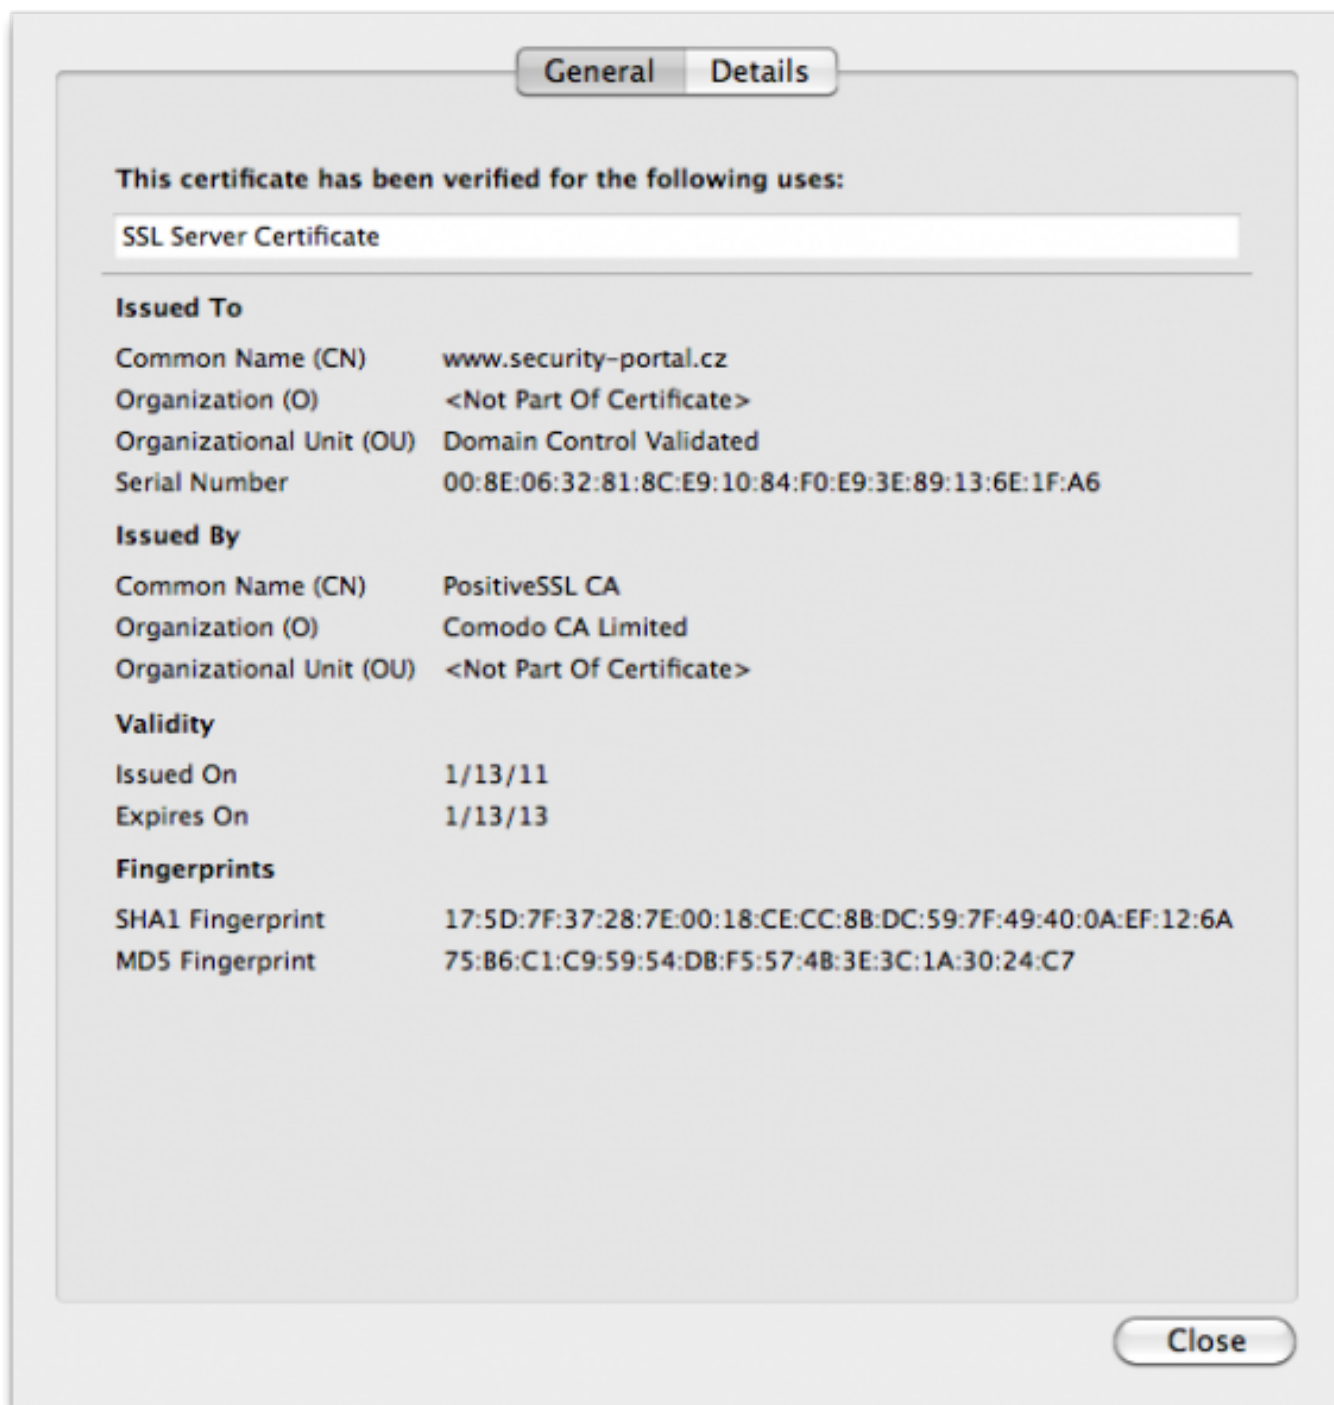 General Details
This certificate has been verified for the following uses:
SSL Server Certificate
Issued To
Common Name (CN) www.security-portal.cz
Organization (O) <Not Part Of Certificate>
Organizational Unit (OU) Domain Control Validated
Serial Number 00:8E:06:32:81:8C:E9:10:84:F0:E9:3E:89:13:6E:1F:A6
Issued By
Common Name (CN) PositiveSSL CA
Organization (O) Comodo CA Limited
Organizational Unit (OU) <Not Part Of Certificate>
Validity
Issued On 1/13/11
Expires On 1/13/13
Fingerprints
SHA1 Fingerprint 17:5D:7F:37:28:7E:00:18:CE:CC:8B:DC:59:7F:49:40:0A:EF:12:6A
MD5 Fingerprint 75:B6:C1:C9:59:54:DB:F5:57:4B:3E:3C:1A:30:24:C7
Close